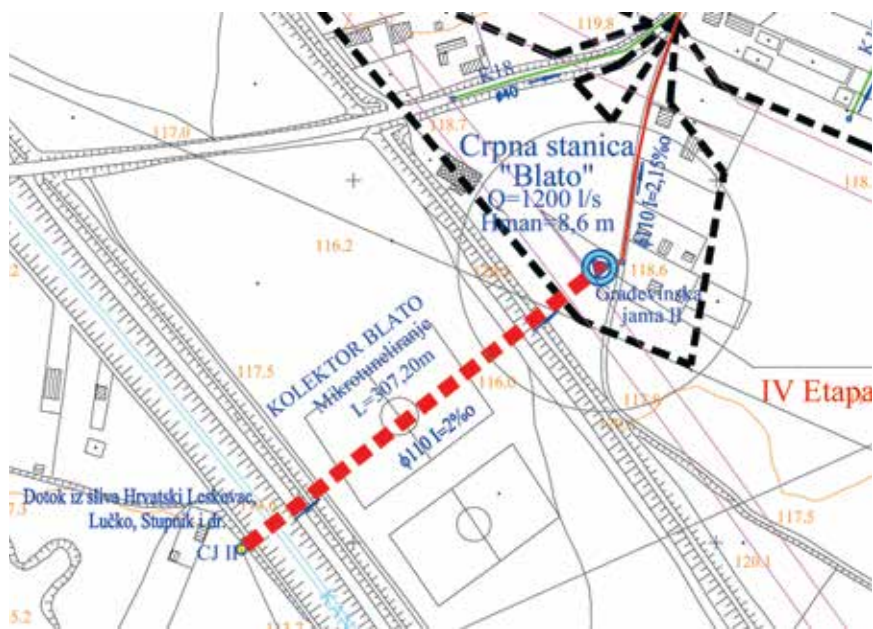 119.8
K18
ϕ40
118.7
117.0
Crpna stanica
"Blato"
Q=1200 l/s
Hman=8,6 m
ϕ110 I=2,15‰
116.2
118.6
Građevinska
jama II
KOLEKTOR BLATO
Mikrotuneliranje
L=307,20m
ϕ110 I=2‰
117.5
116.0
IV Etapa
Dotok iz sliva Hrvatski Leskovac,
Lučko, Stupnik i dr.
CJ II
117.5
120.1